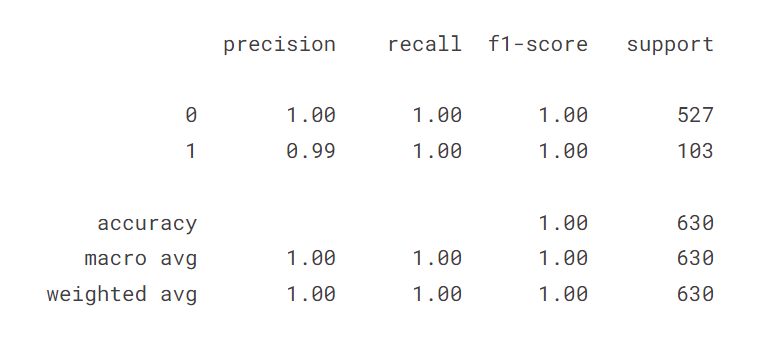 precision recall f1-score support
0 1.00 1.00 1.00 527
1 0.99 1.00 1.00 103
accuracy 1.00 630
macro avg 1.00 1.00 1.00 630
weighted avg 1.00 1.00 1.00 630